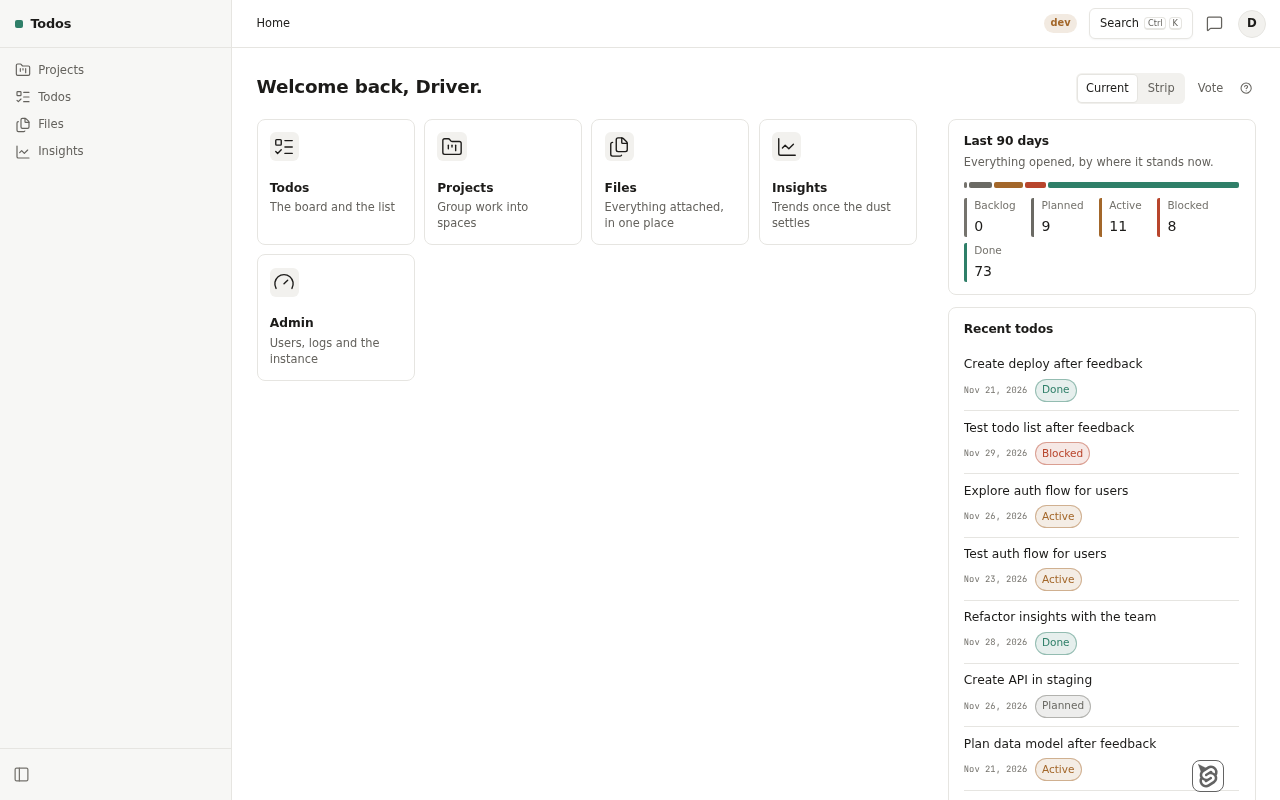 Todos
Home
dev
Search Ctrl K
D
Projects
Todos
Files
Insights
Welcome back, Driver.
Current Strip Vote
Todos
The board and the list
Projects
Group work into
spaces
Files
Everything attached,
in one place
Insights
Trends once the dust
settles
Admin
Users, logs and the
instance
Last 90 days
Everything opened, by where it stands now.
Backlog
0
Planned
9
Active
11
Blocked
8
Done
73
Recent todos
Create deploy after feedback
Nov 21, 2026 Done
Test todo list after feedback
Nov 29, 2026 Blocked
Explore auth flow for users
Nov 26, 2026 Active
Test auth flow for users
Nov 23, 2026 Active
Refactor insights with the team
Nov 28, 2026 Done
Create API in staging
Nov 26, 2026 Planned
Plan data model after feedback
Nov 21, 2026 Active